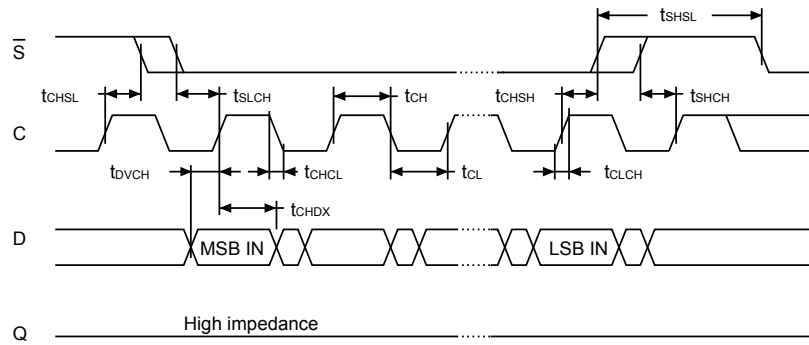 tSHSL
S
tCHSL
tSLCH
tCH
tCHSH
tSHCH
C
tDVCH
tCHCL
tCL
tCLCH
tCHDX
D
MSB IN
LSB IN
High impedance
Q